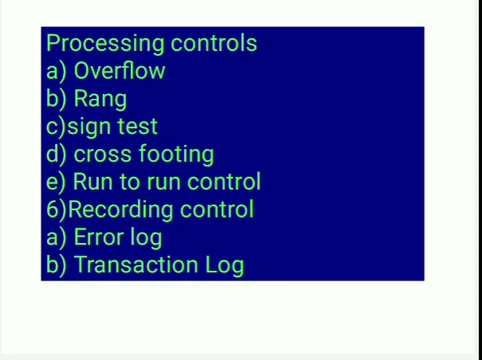 Processing controls
a) Overflow
b) Rang
c)sign test
d) cross footing
e) Run to run control
6)Recording control
a) Error log
b) Transaction Log